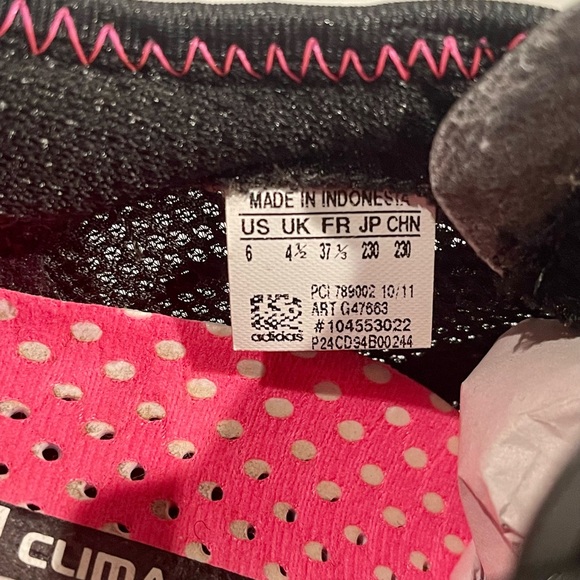 MADE IN INDONESIA
US UK FR JP CHN
6 4½ 37⅓ 230 230
PCI 789002 10/11
ART G47663
#104553022
adidas P24CD94B00244
CLIMA